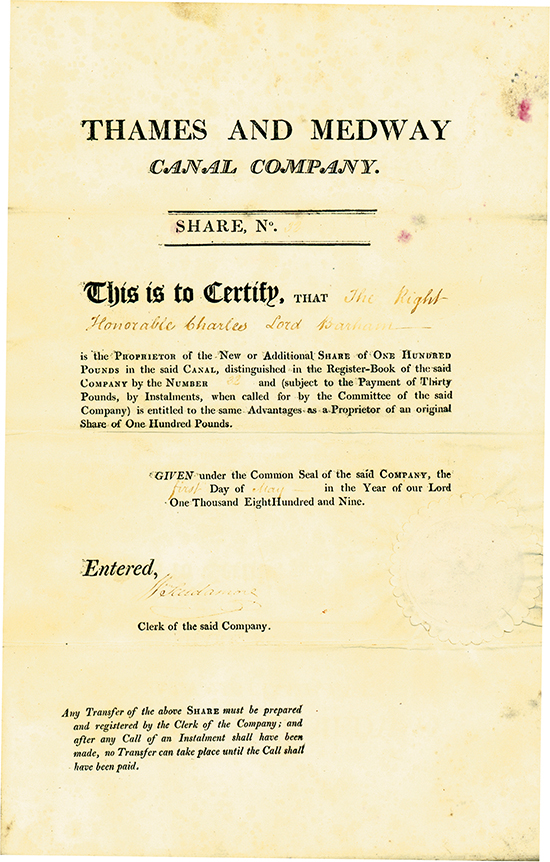 THAMES AND MEDWAY
CANAL COMPANY.
SHARE, No.
This is to Certify, THAT The Right
Honorable Charles Lord Barham
is the PROPRIETOR of the New or Additional SHARE of ONE HUNDRED
POUNDS in the said CANAL, distinguished in the Register-Book of the said
COMPANY by the NUMBER and (subject to the Payment of Thirty
Pounds, by Instalments, when called for by the Committee of the said
Company) is entitled to the same Advantages as a Proprietor of an original
Share of One Hundred Pounds.
GIVEN under the Common Seal of the said COMPANY, the
first Day of May in the Year of our Lord
One Thousand EightHundred and Nine.
Entered,
Clerk of the said Company.
Any Transfer of the above SHARE must be prepared
and registered by the Clerk of the Company; and
after any Call of an Instalment shall have been
made, no Transfer can take place until the Call shall
have been paid.